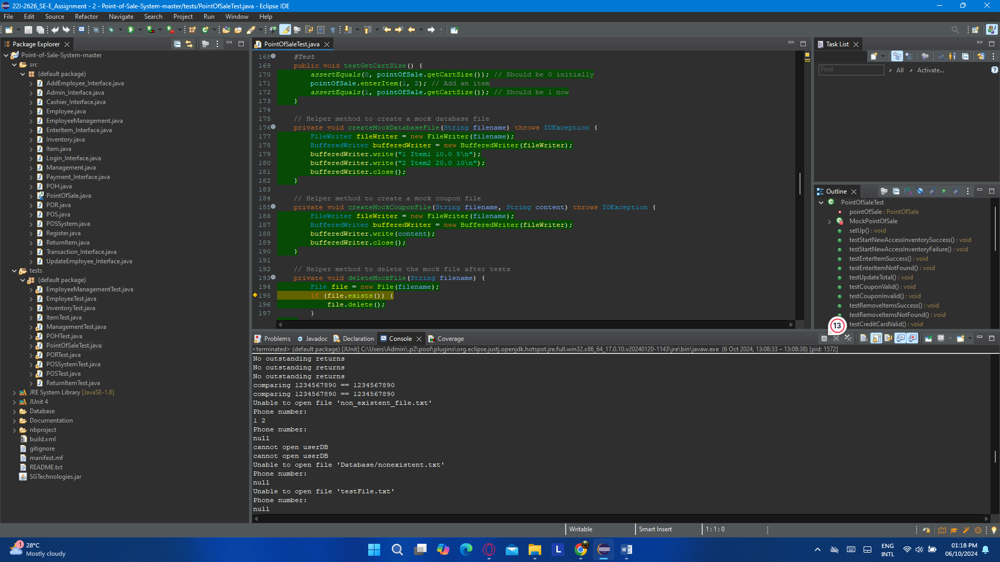 22I-2626_SE-E_Assignment - 2 - Point-of-Sale-System-master/tests/PointOfSaleTest.java - Eclipse IDE
File Edit Source Refactor Navigate Search Project Run Window Help
Package Explorer
Point-of-Sale-System-master
src
(default package)
AddEmployee_Interface.java
Admin_Interface.java
Cashier_Interface.java
Employee.java
EmployeeManagement.java
EnterItem_Interface.java
Inventory.java
Item.java
Login_Interface.java
Management.java
Payment_Interface.java
POH.java
PointOfSale.java
POR.java
POS.java
POSSystem.java
Register.java
ReturnItem.java
Transaction_Interface.java
UpdateEmployee_Interface.java
tests
(default package)
EmployeeManagementTest.java
EmployeeTest.java
InventoryTest.java
ItemTest.java
ManagementTest.java
POHTest.java
PointOfSaleTest.java
PORTest.java
POSSystemTest.java
POSTest.java
ReturnItemTest.java
JRE System Library [JavaSE-1.8]
JUnit 4
Database
Documentation
nbproject
build.xml
gitignore
manifest.mf
README.txt
SGTechnologies.jar
PointOfSaleTest.java
168 @Test
169 public void testGetCartSize() {
170 assertEquals(0, pointOfSale.getCartSize()); // Should be 0 initially
171 pointOfSale.enterItem(1, 2); // Add an item
172 assertEquals(1, pointOfSale.getCartSize()); // Should be 1 now
173 }
174
175 // Helper method to create a mock database file
176 private void createMockDatabaseFile(String filename) throws IOException {
177 FileWriter fileWriter = new FileWriter(filename);
178 BufferedWriter bufferedWriter = new BufferedWriter(fileWriter);
179 bufferedWriter.write("1 Item1 10.0 5\n");
180 bufferedWriter.write("2 Item2 20.0 10\n");
181 bufferedWriter.close();
182 }
183
184 // Helper method to create a mock coupon file
185 private void createMockCouponFile(String filename, String content) throws IOException {
186 FileWriter fileWriter = new FileWriter(filename);
187 BufferedWriter bufferedWriter = new BufferedWriter(fileWriter);
188 bufferedWriter.write(content);
189 bufferedWriter.close();
190 }
191
192 // Helper method to delete the mock file after tests
193 private void deleteMockFile(String filename) {
194 File file = new File(filename);
195 if (file.exists()) {
196 file.delete();
197 }
Task List
Find All Activate...
Outline
PointOfSaleTest
pointOfSale : PointOfSale
MockPointOfSale
setUp() : void
testStartNewAccessInventorySuccess() : void
testStartNewAccessInventoryFailure() : void
testEnterItemSuccess() : void
testEnterItemNotFound() : void
testUpdateTotal() : void
testCouponValid() : void
testCouponInvalid() : void
testRemoveItemsSuccess() : void
testRemoveItemsNotFound() : void
testCreditCardValid() : void
13
Problems Javadoc Declaration Console Coverage
<terminated> (default package) [JUnit] C:\Users\Admin\.p2\pool\plugins\org.eclipse.justj.openjdk.hotspot.jre.full.win32.x86_64_17.0.10.v20240120-1143\jre\bin\javaw.exe (6 Oct 2024, 13:08:33 – 13:08:38) [pid: 1572]
No outstanding returns
No outstanding returns
No outstanding returns
comparing 1234567890 == 1234567890
comparing 1234567890 == 1234567890
Unable to open file 'non_existent_file.txt'
Phone number:
1 2
Phone number:
null
cannot open userDB
cannot open userDB
Unable to open file 'Database/nonexistent.txt'
Phone number:
null
Unable to open file 'testFile.txt'
Phone number:
null
Writable Smart Insert 1 : 1 : 0
1
28°C
Mostly cloudy
L
ENG
INTL
01:18 PM
06/10/2024